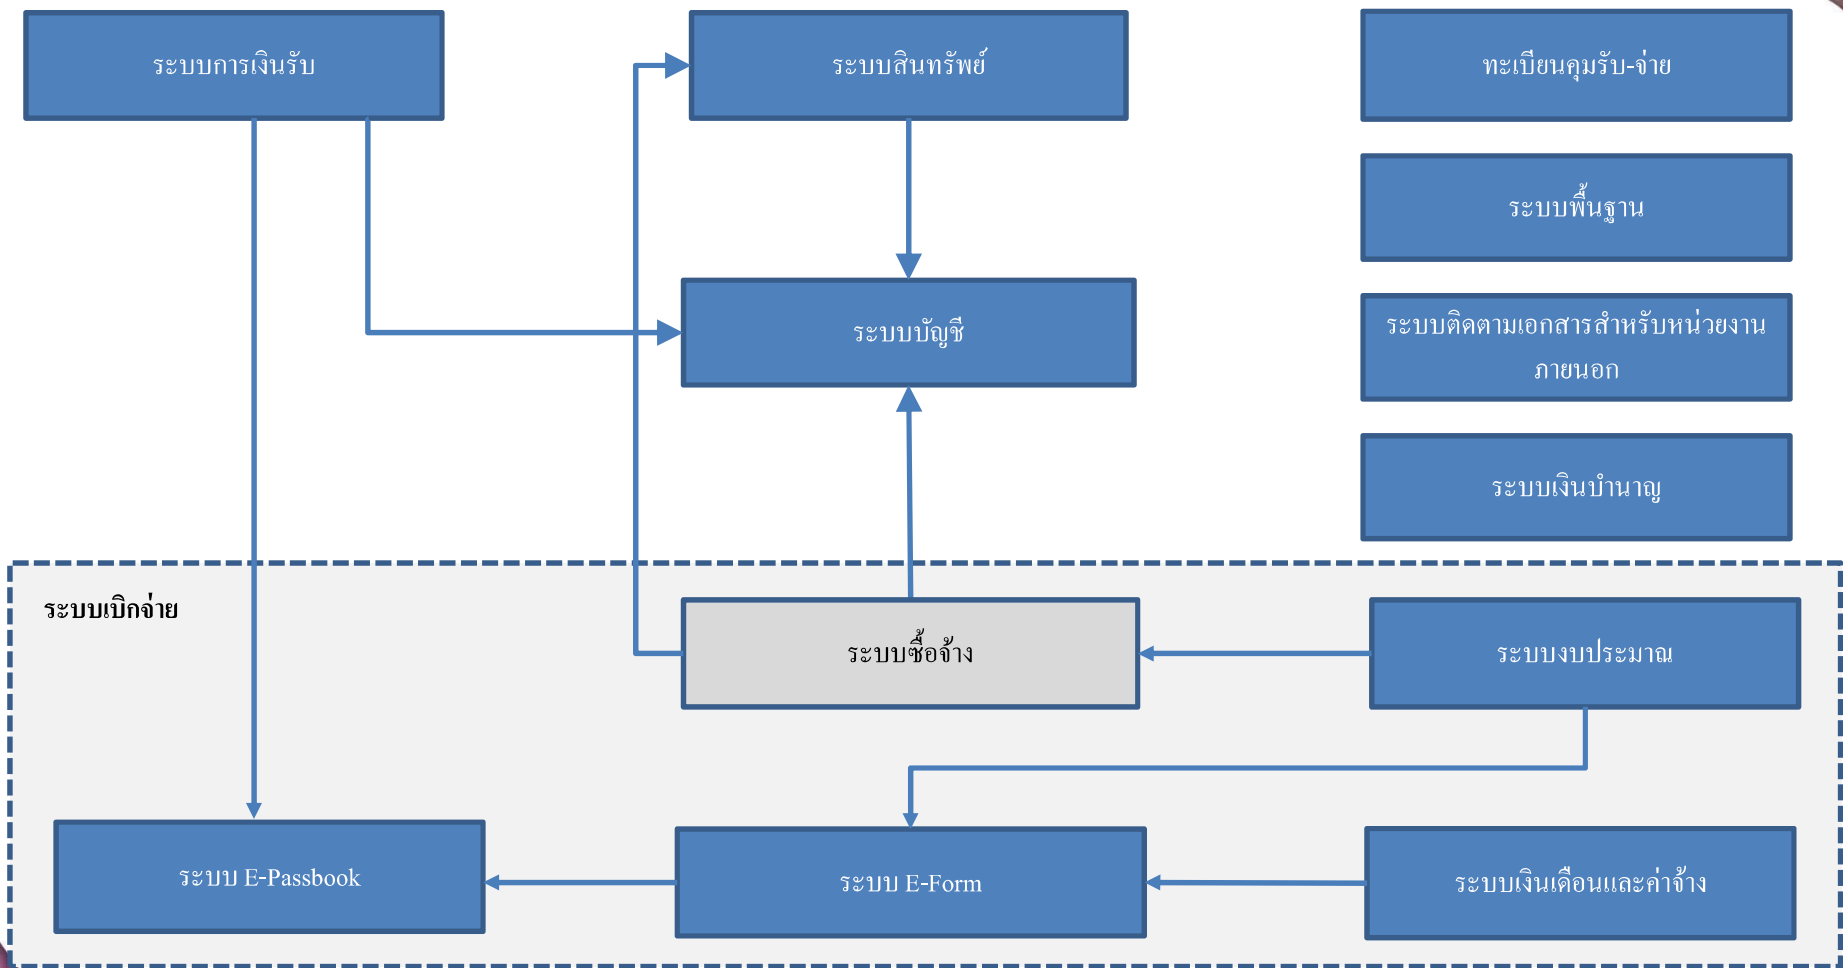 ระบบการเงินรับ
ระบบสินทรัพย์
ทะเบียนคุมรับ-จ่าย
ระบบพื้นฐาน
ระบบบัญชี
ระบบติดตามเอกสารสำหรับหน่วยงาน
ภายนอก
ระบบเงินบำนาญ
ระบบเบิกจ่าย
ระบบซื้อจ้าง
ระบบงบประมาณ
ระบบ E-Passbook
ระบบ E-Form
ระบบเงินเดือนและค่าจ้าง